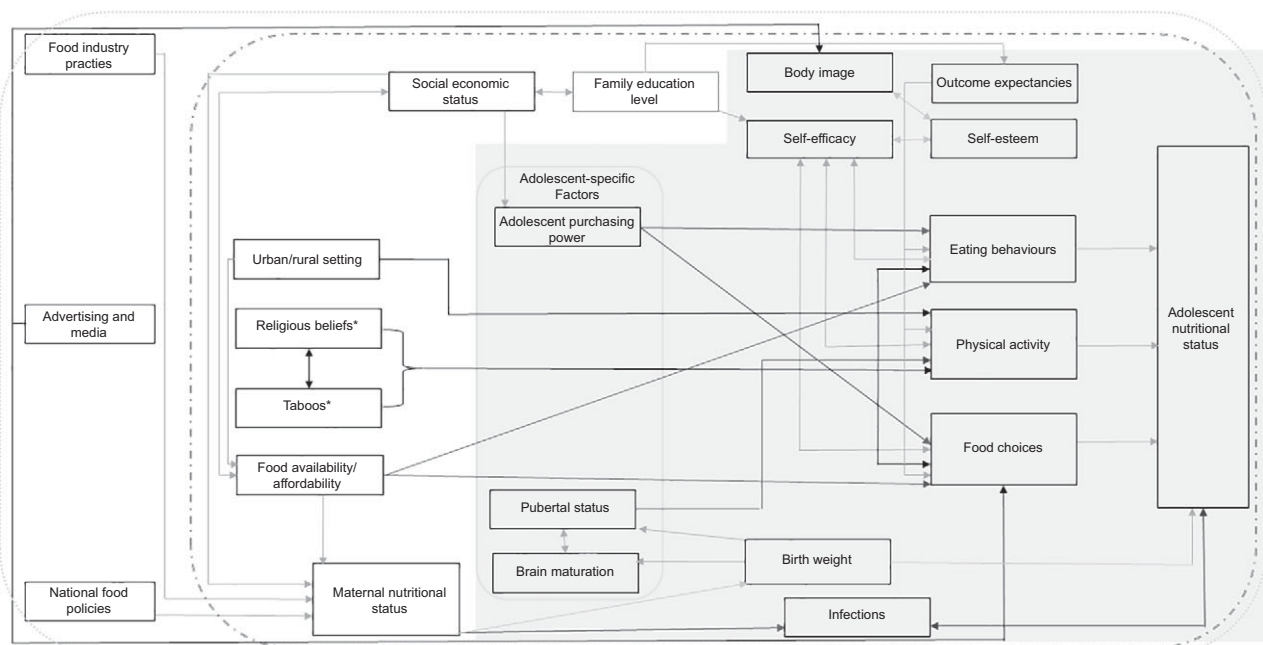 Food industry
practies
Advertising and
media
National food
policies
Social economic
status
Family education
level
Body image
Outcome expectancies
Self-efficacy
Self-esteem
Adolescent-specific
Factors
Adolescent purchasing
power
Urban/rural setting
Religious beliefs*
Taboos*
Food availability/
affordability
Maternal nutritional
status
Pubertal status
Brain maturation
Birth weight
Infections
Eating behaviours
Physical activity
Food choices
Adolescent
nutritional
status